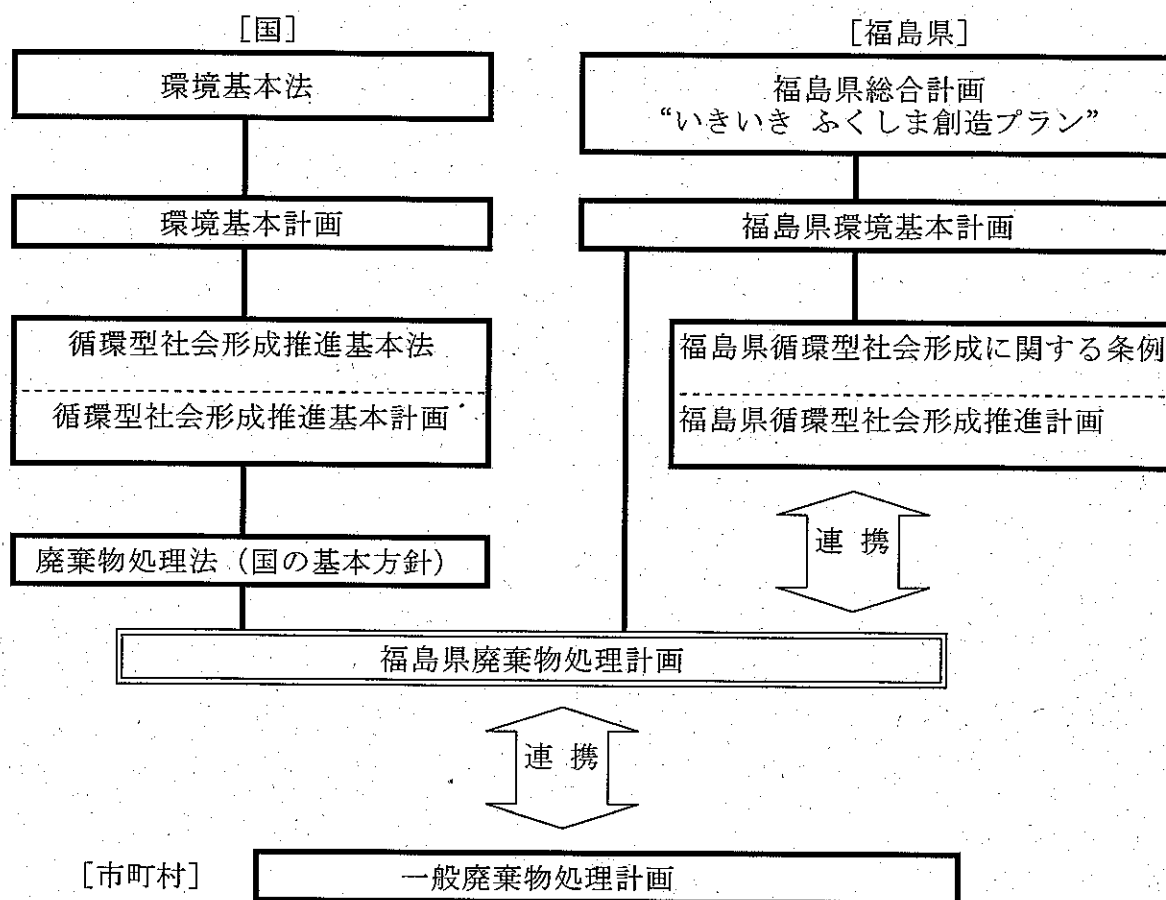 [国]
環境基本法
環境基本計画
循環型社会形成推進基本法
循環型社会形成推進基本計画
廃棄物処理法（国の基本方針）
[福島県]
福島県総合計画
“いきいき ふくしま創造プラン”
福島県環境基本計画
福島県循環型社会形成に関する条例
福島県循環型社会形成推進計画
連 携
福島県廃棄物処理計画
連 携
[市町村]
一般廃棄物処理計画